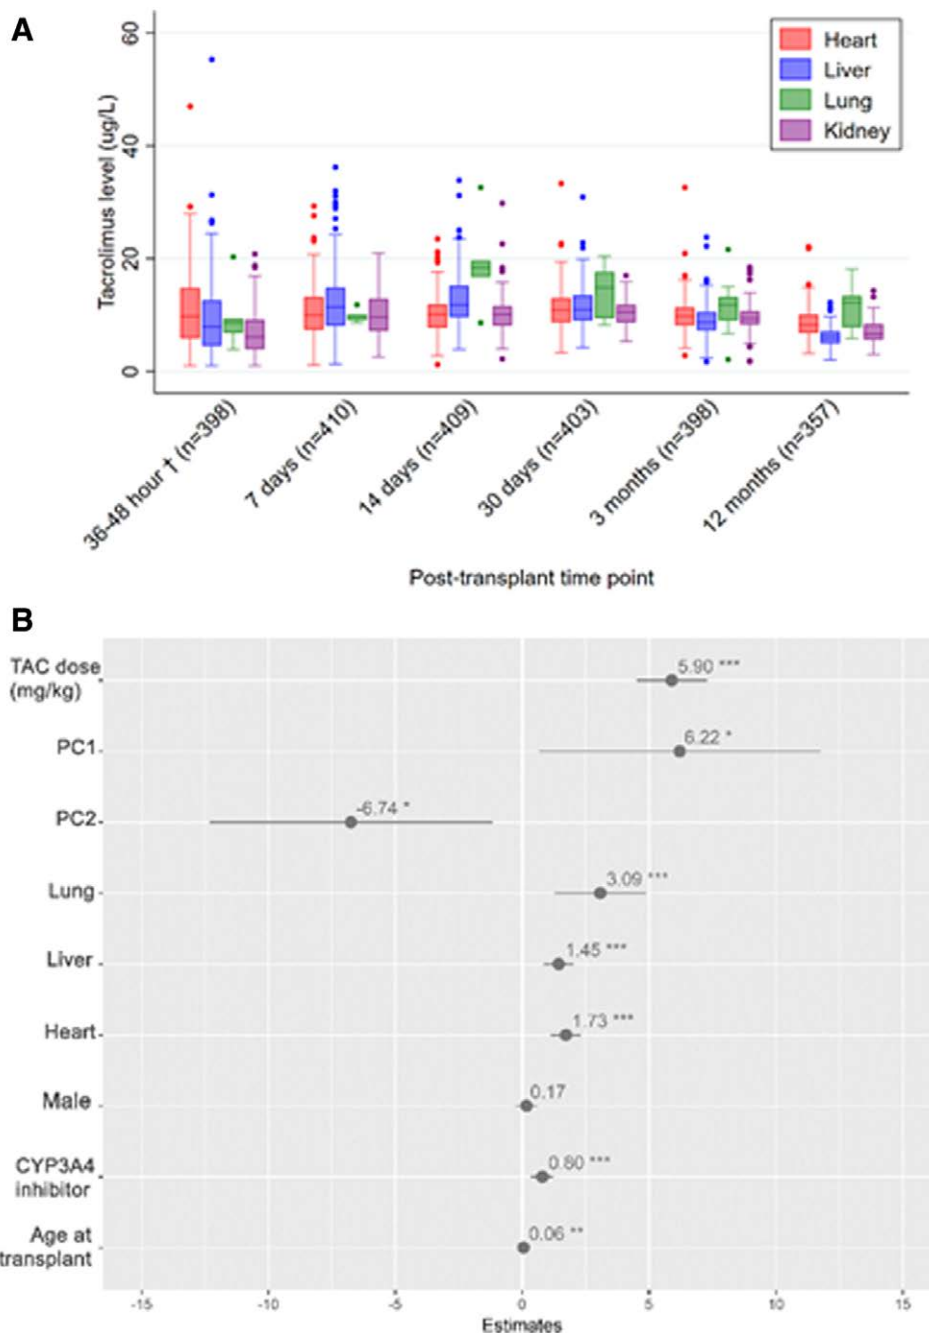 A
Tacrolimus level (ug/L)
60
40
20
0
Heart
Liver
Lung
Kidney
36-48 hour † (n=398)
7 days (n=410)
14 days (n=409)
30 days (n=403)
3 months (n=398)
12 months (n=357)
Post-transplant time point
B
TAC dose
(mg/kg)
5.90 ***
PC1
6.22 *
PC2
-6.74 *
Lung
3.09 ***
Liver
1.45 ***
Heart
1.73 ***
Male
0.17
CYP3A4
inhibitor
0.80 ***
Age at
transplant
0.06 **
-15 -10 -5 0 5 10 15
Estimates